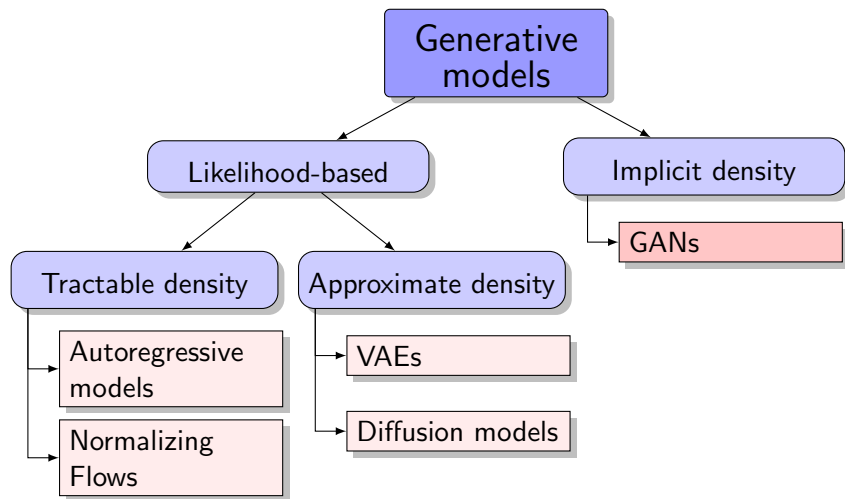 Generative
models
Likelihood-based
Implicit density
GANs
Tractable density
Approximate density
Autoregressive
models
VAEs
Normalizing
Flows
Diffusion models